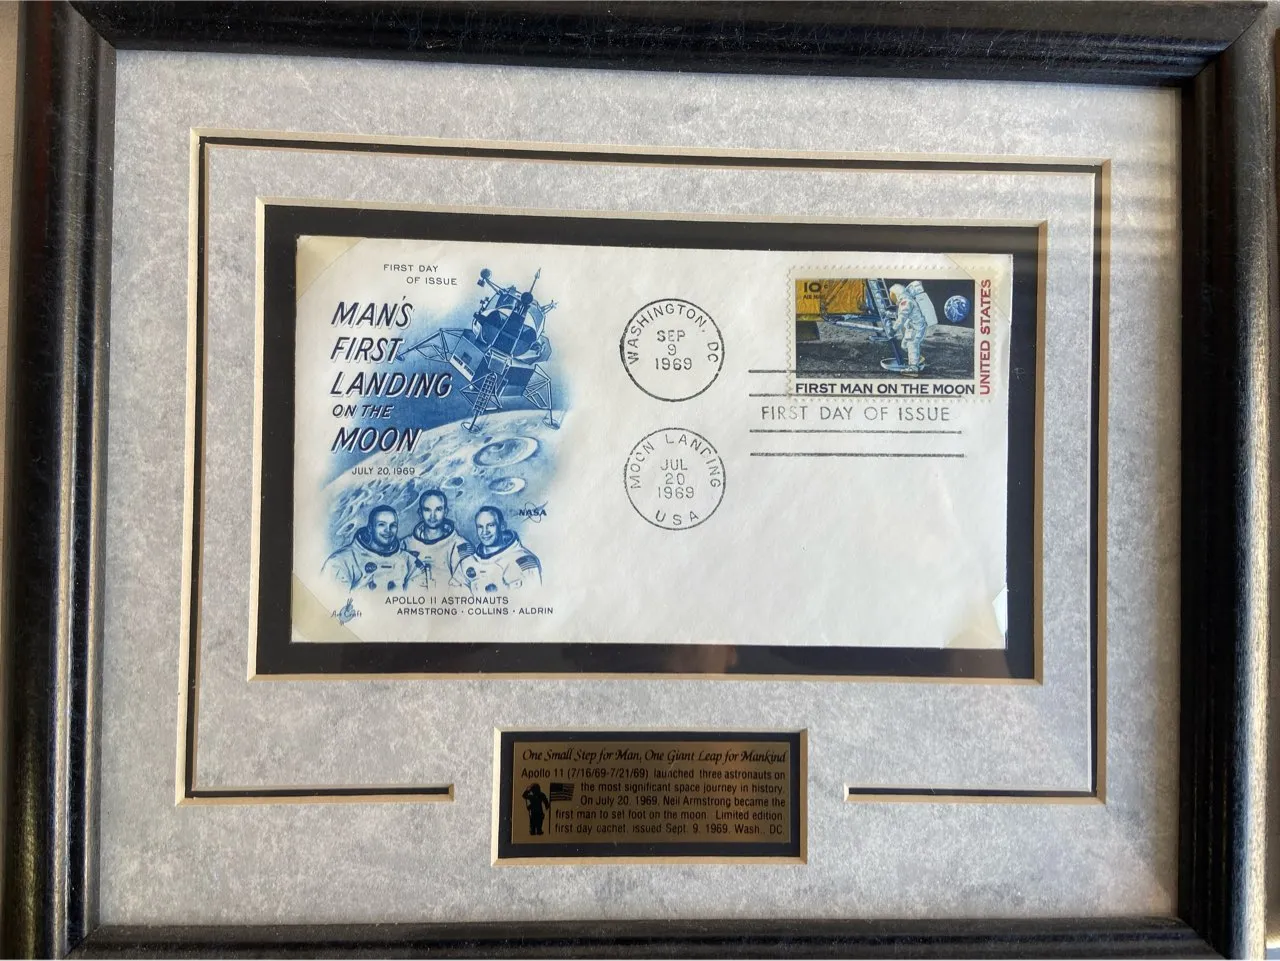 FIRST DAY
OF ISSUE
MAN'S
FIRST
LANDING
ON THE
MOON
JULY 20, 1969
NASA
APOLLO 11 ASTRONAUTS
ARMSTRONG · COLLINS · ALDRIN
Art Craft
WASHINGTON, DC
SEP
9
1969
MOON LANDING
JUL
20
1969
USA
10¢
AIR MAIL
UNITED STATES
FIRST MAN ON THE MOON
FIRST DAY OF ISSUE
One Small Step for Man, One Giant Leap for Mankind
Apollo 11 (7/16/69-7/21/69) launched three astronauts on
the most significant space journey in history.
On July 20, 1969, Neil Armstrong became the
first man to set foot on the moon. Limited edition
first day cachet, issued Sept. 9, 1969, Wash., DC.